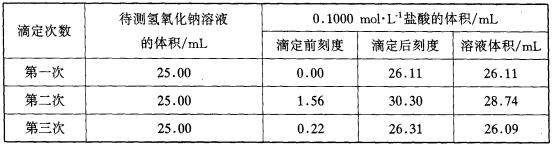 滴定次数 待测氢氧化钠溶液的体积/mL 0.1000 mol·L⁻¹盐酸的体积/mL
滴定前刻度 滴定后刻度 溶液体积/mL
第一次 25.00 0.00 26.11 26.11
第二次 25.00 1.56 30.30 28.74
第三次 25.00 0.22 26.31 26.09